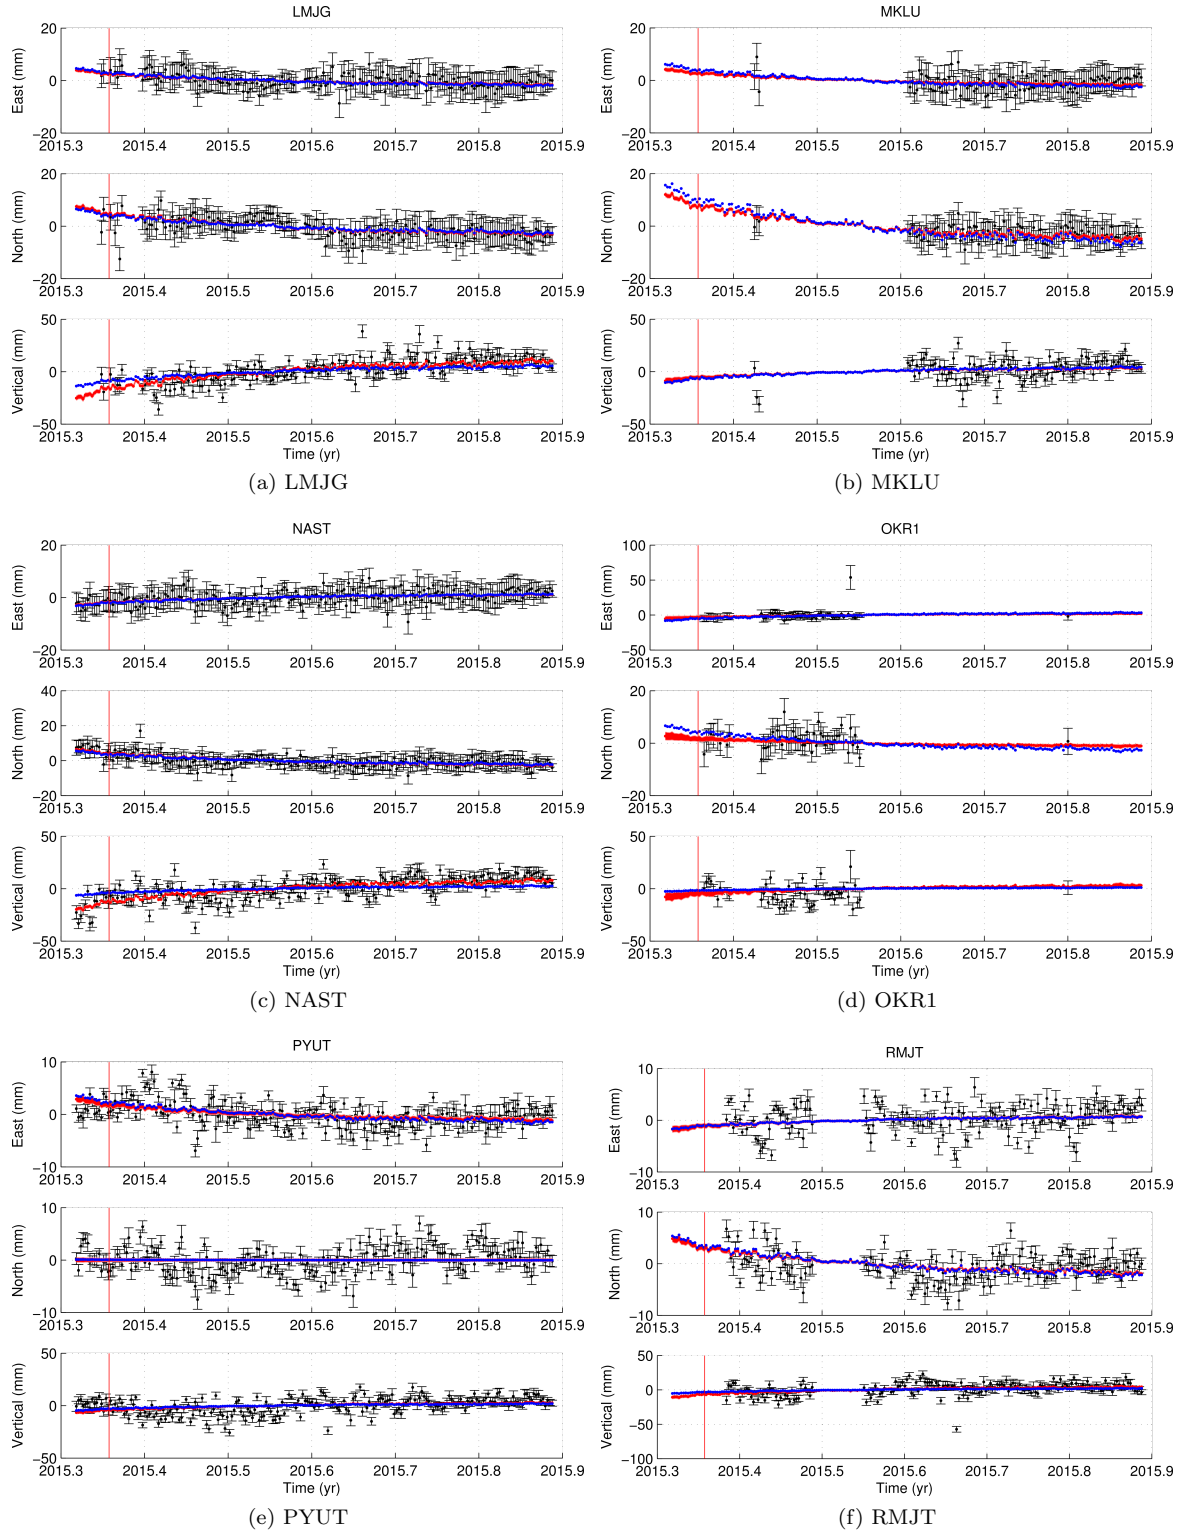 LMJG
20
0
−20
East (mm)
2015.3 2015.4 2015.5 2015.6 2015.7 2015.8 2015.9
20
0
−20
North (mm)
2015.3 2015.4 2015.5 2015.6 2015.7 2015.8 2015.9
50
0
−50
Vertical (mm)
2015.3 2015.4 2015.5 2015.6 2015.7 2015.8 2015.9
Time (yr)
(a) LMJG
MKLU
20
0
−20
East (mm)
2015.3 2015.4 2015.5 2015.6 2015.7 2015.8 2015.9
20
0
−20
North (mm)
2015.3 2015.4 2015.5 2015.6 2015.7 2015.8 2015.9
50
0
−50
Vertical (mm)
2015.3 2015.4 2015.5 2015.6 2015.7 2015.8 2015.9
Time (yr)
(b) MKLU
NAST
20
0
−20
East (mm)
2015.3 2015.4 2015.5 2015.6 2015.7 2015.8 2015.9
40
20
0
−20
North (mm)
2015.3 2015.4 2015.5 2015.6 2015.7 2015.8 2015.9
50
0
−50
Vertical (mm)
2015.3 2015.4 2015.5 2015.6 2015.7 2015.8 2015.9
Time (yr)
(c) NAST
OKR1
100
50
0
−50
East (mm)
2015.3 2015.4 2015.5 2015.6 2015.7 2015.8 2015.9
20
0
−20
North (mm)
2015.3 2015.4 2015.5 2015.6 2015.7 2015.8 2015.9
50
0
−50
Vertical (mm)
2015.3 2015.4 2015.5 2015.6 2015.7 2015.8 2015.9
Time (yr)
(d) OKR1
PYUT
10
0
−10
East (mm)
2015.3 2015.4 2015.5 2015.6 2015.7 2015.8 2015.9
10
0
−10
North (mm)
2015.3 2015.4 2015.5 2015.6 2015.7 2015.8 2015.9
50
0
−50
Vertical (mm)
2015.3 2015.4 2015.5 2015.6 2015.7 2015.8 2015.9
Time (yr)
(e) PYUT
RMJT
10
0
−10
East (mm)
2015.3 2015.4 2015.5 2015.6 2015.7 2015.8 2015.9
10
0
−10
North (mm)
2015.3 2015.4 2015.5 2015.6 2015.7 2015.8 2015.9
50
0
−50
−100
Vertical (mm)
2015.3 2015.4 2015.5 2015.6 2015.7 2015.8 2015.9
Time (yr)
(f) RMJT